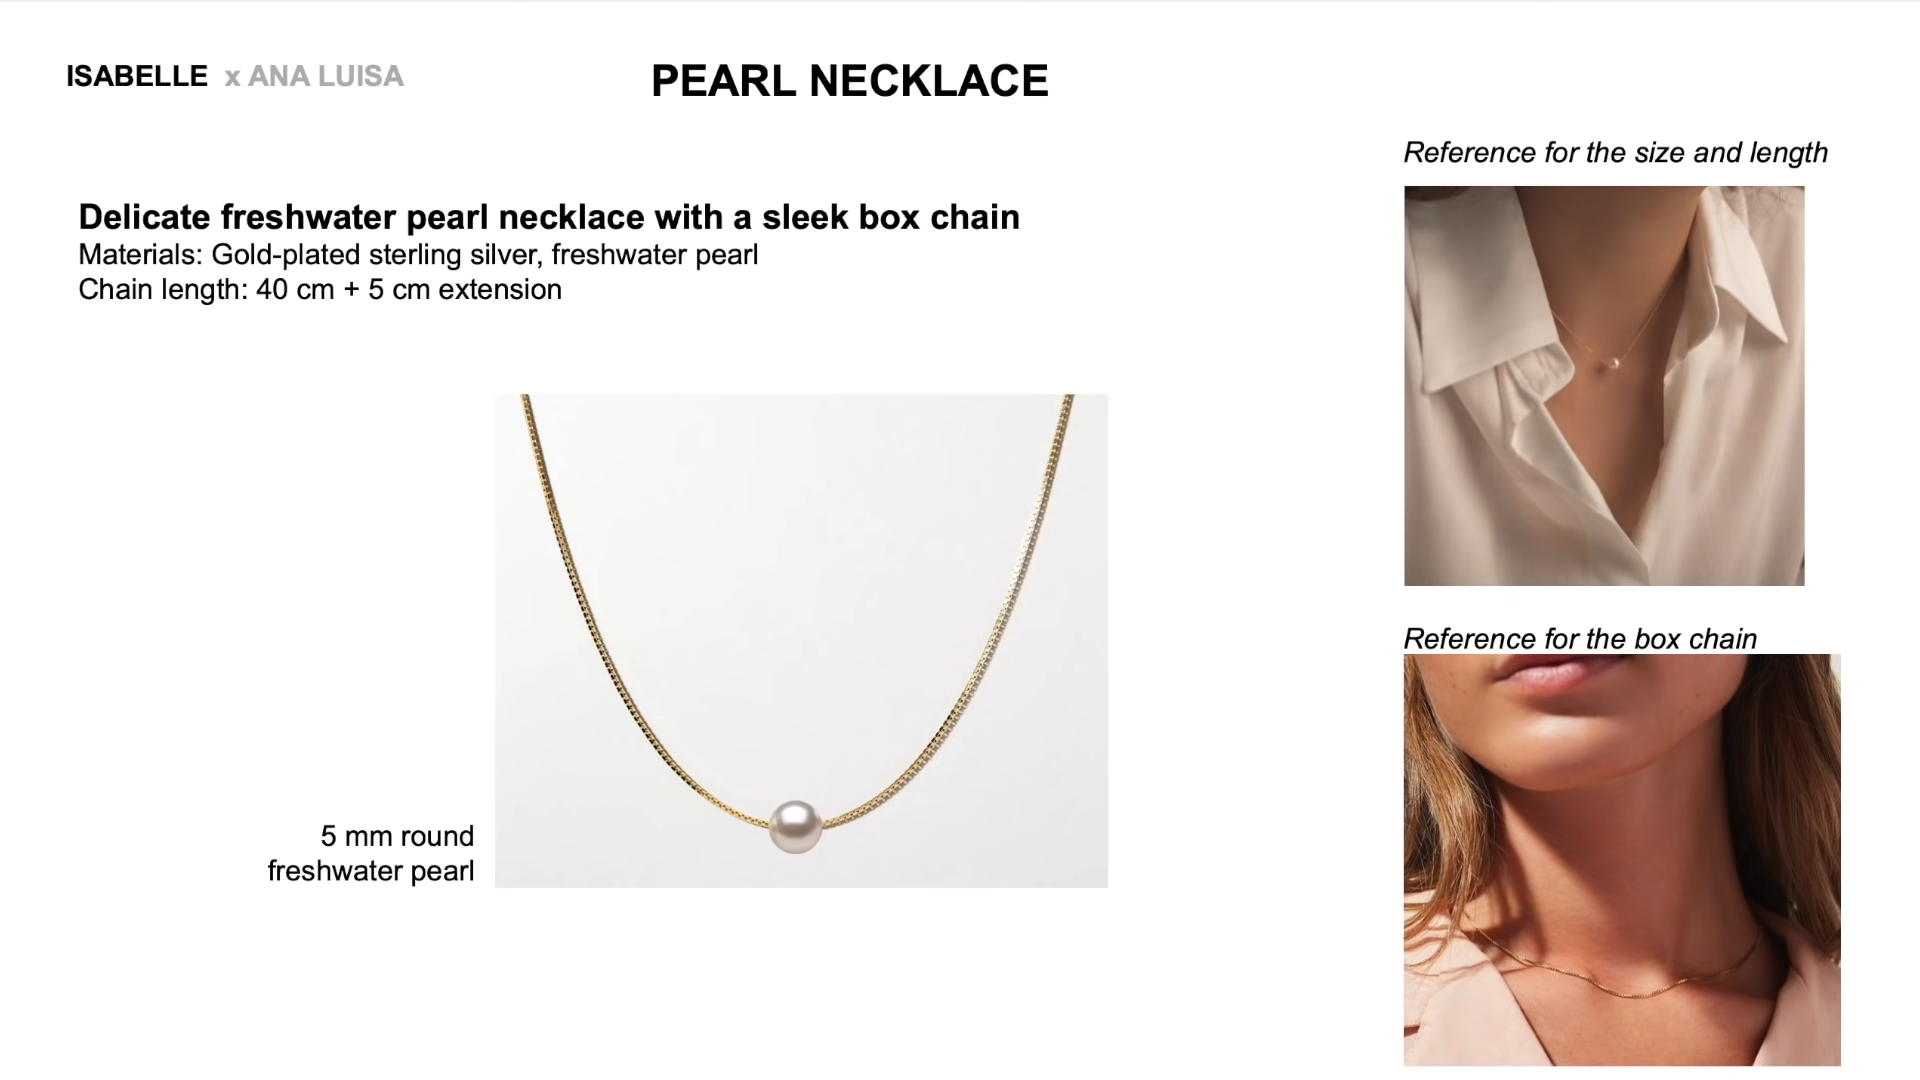 ISABELLE x ANA LUISA
PEARL NECKLACE
Delicate freshwater pearl necklace with a sleek box chain
Materials: Gold-plated sterling silver, freshwater pearl
Chain length: 40 cm + 5 cm extension
5 mm round
freshwater pearl
Reference for the size and length
Reference for the box chain